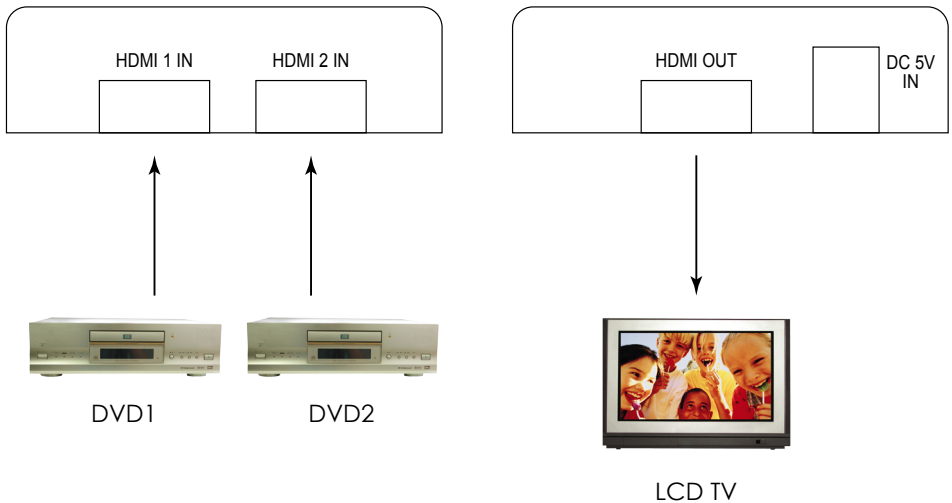 HDMI 1 IN
HDMI 2 IN
HDMI OUT
DC 5V
IN
DVD1
DVD2
LCD TV